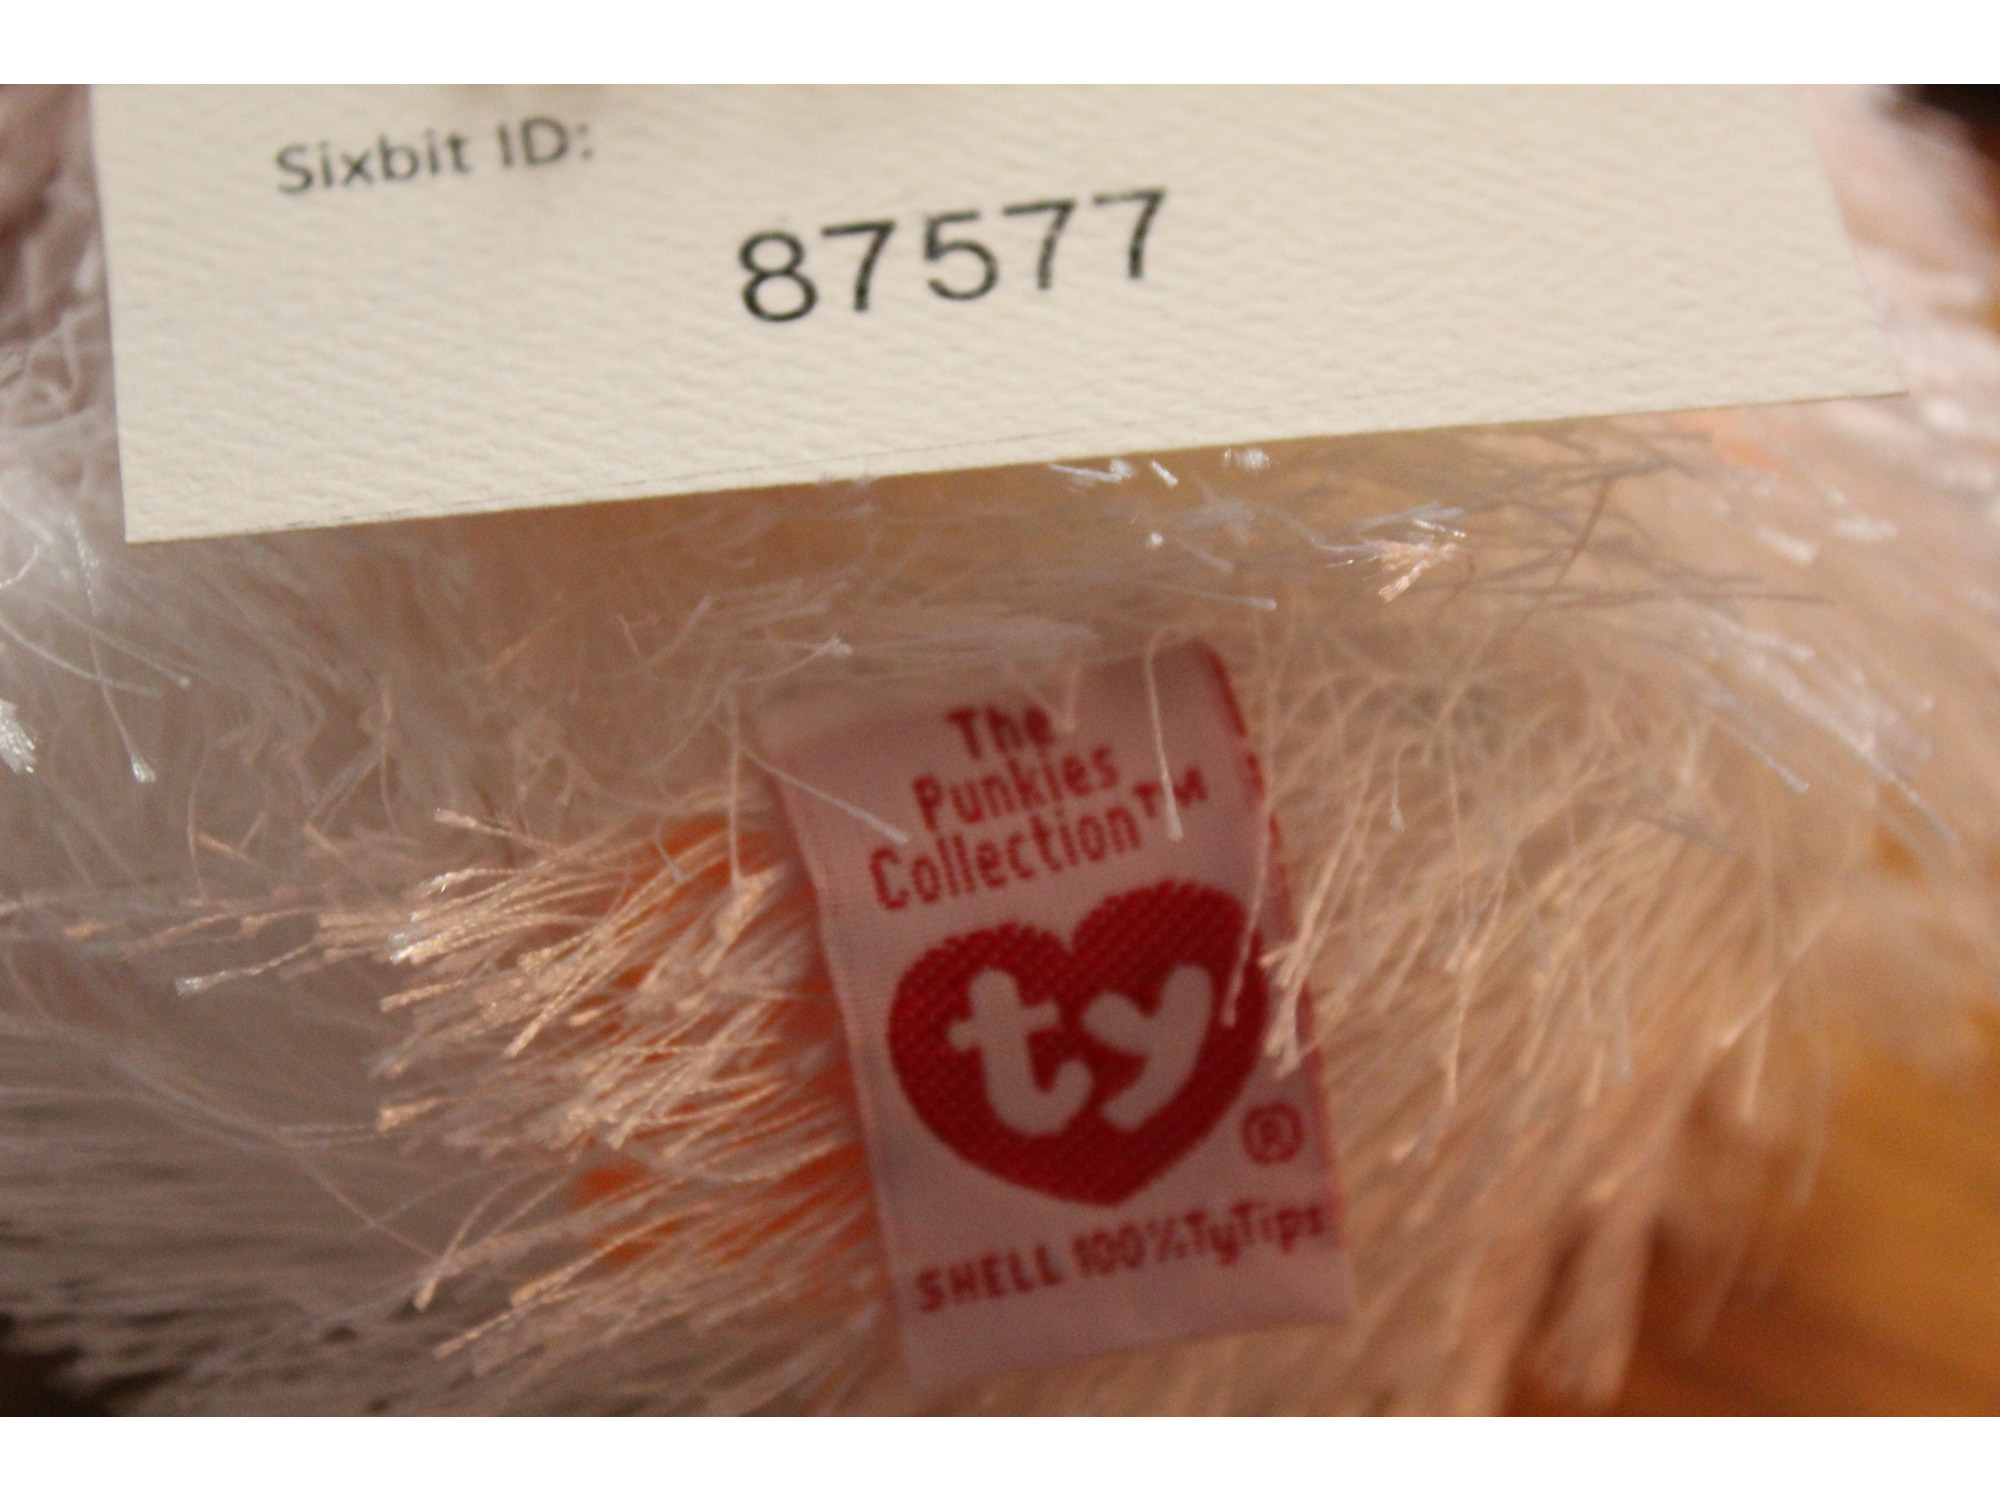 Sixbit ID:
87577
The
Punkies
Collection™
ty
®
SHELL 100%TyTips